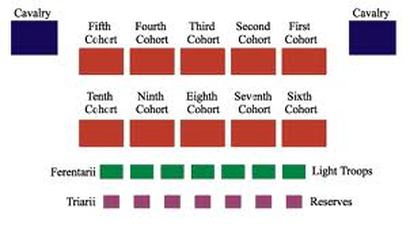 Cavalry
Cavalry
Fifth Fourth Third Second First
Cohort Cohort Cohort Cohort Cohort
Tenth Ninth Eighth Seventh Sixth
Cohort Cohort Cohort Cohort Cohort
Ferentarii Light Troops
Triarii Reserves